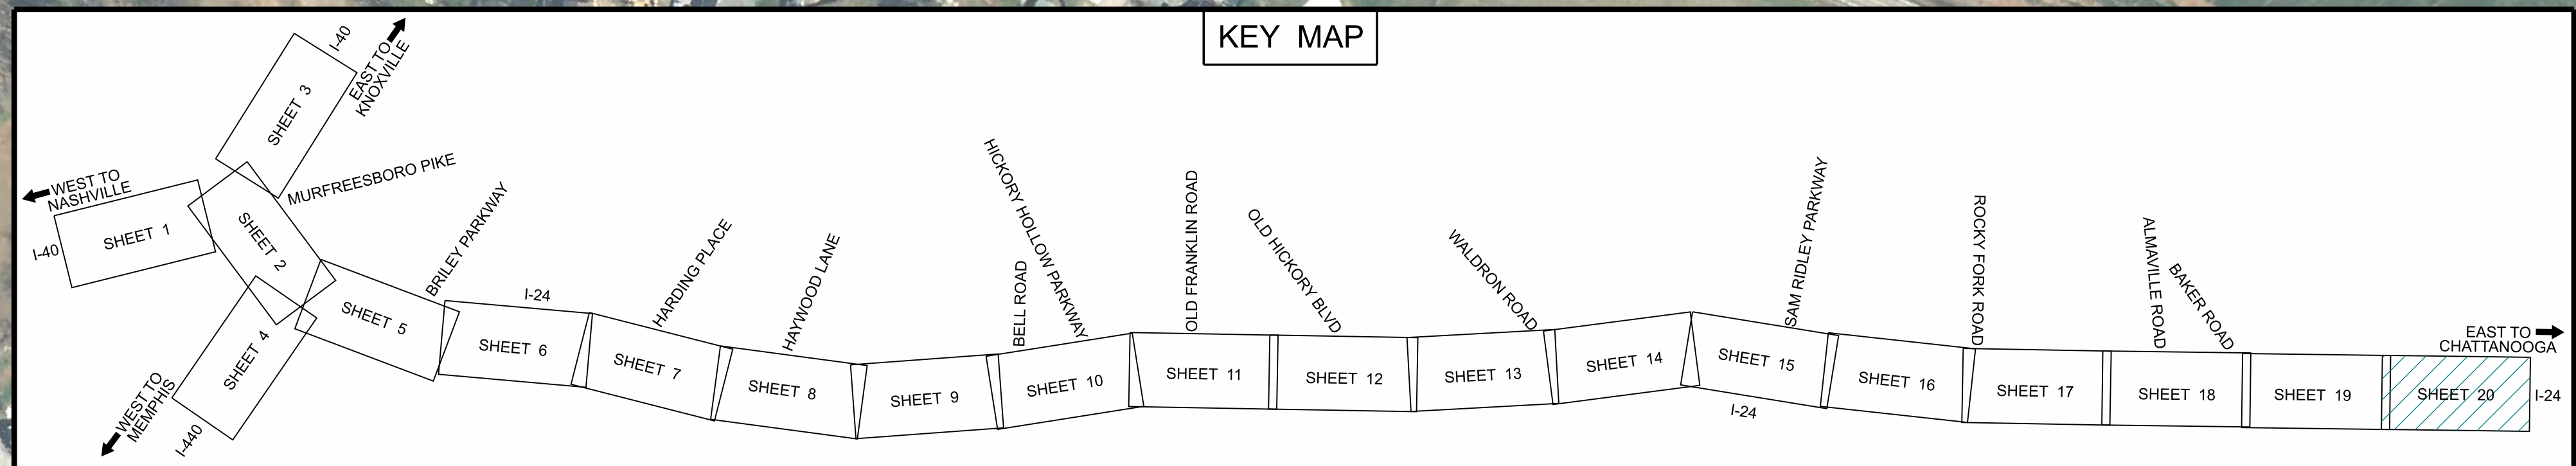 KEY MAP
I-40
EAST TO
KNOXVILLE
SHEET 3
WEST TO
NASHVILLE
MURFREESBORO PIKE
I-40
SHEET 1
SHEET 2
SHEET 4
WEST TO
MEMPHIS
I-440
SHEET 5
BRILEY PARKWAY
I-24
SHEET 6
HARDING PLACE
SHEET 7
HAYWOOD LANE
SHEET 8
SHEET 9
BELL ROAD
HICKORY HOLLOW PARKWAY
SHEET 10
OLD FRANKLIN ROAD
SHEET 11
OLD HICKORY BLVD
SHEET 12
WALDRON ROAD
SHEET 13
SHEET 14
I-24
SAM RIDLEY PARKWAY
SHEET 15
SHEET 16
ROCKY FORK ROAD
SHEET 17
ALMAVILLE ROAD
BAKER ROAD
SHEET 18
SHEET 19
EAST TO
CHATTANOOGA
SHEET 20
I-24